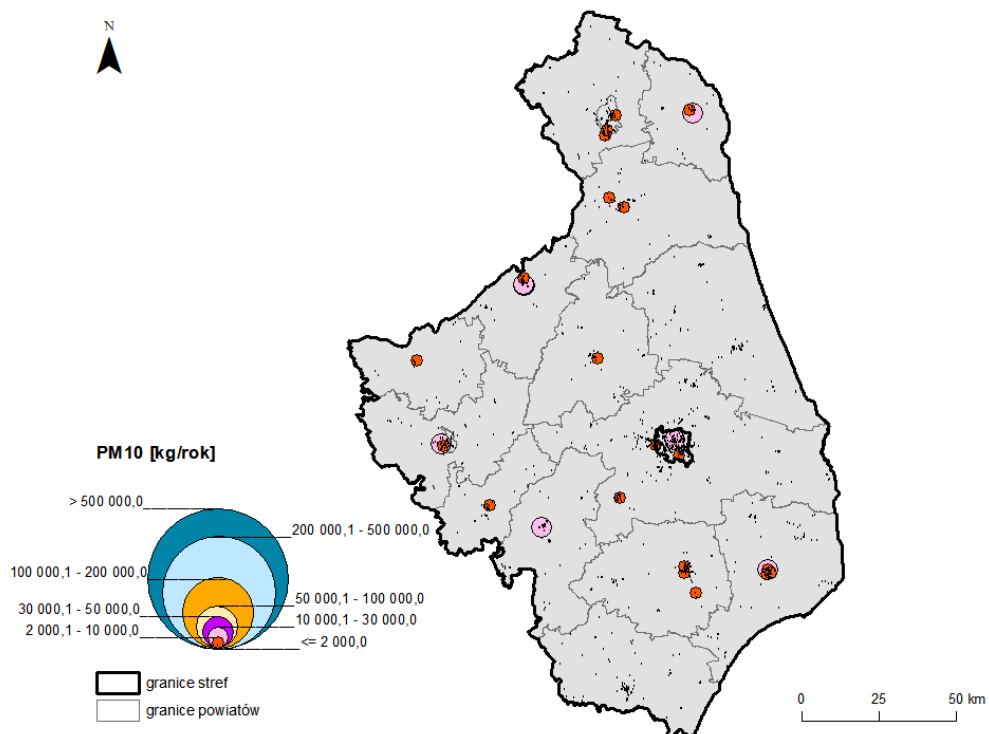 N
PM10 [kg/rok]
> 500 000,0
200 000,1 - 500 000,0
100 000,1 - 200 000,0
50 000,1 - 100 000,0
30 000,1 - 50 000,0
10 000,1 - 30 000,0
2 000,1 - 10 000,0
<= 2 000,0
granice stref
granice powiatów
0 25 50 km